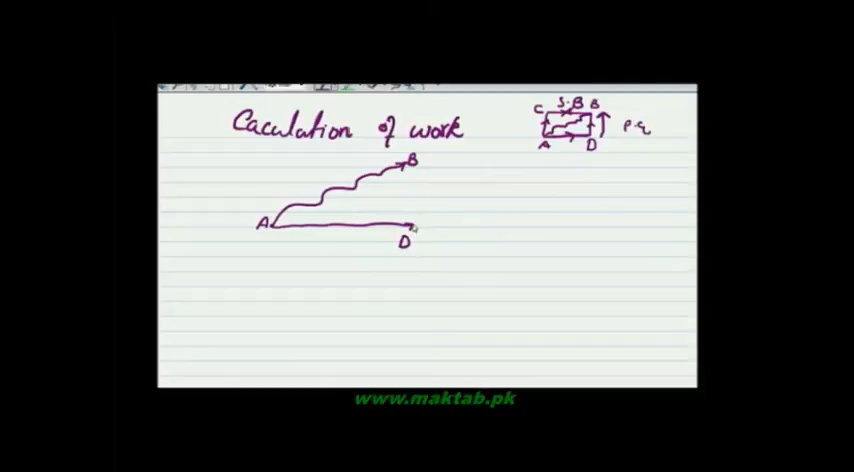 C S.B B
Caculation of work
A D
B
A
D
www.maktab.pk